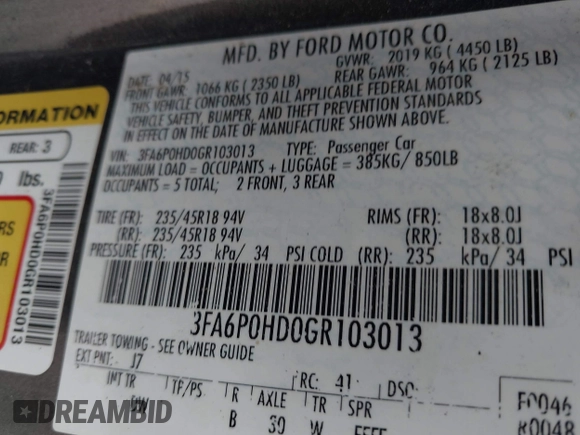 MFD. BY FORD MOTOR CO.
DATE: 04/15 GVWR: 2019 KG ( 4450 LB)
FRONT GAWR: 1066 KG ( 2350 LB) REAR GAWR: 964 KG ( 2125 LB)
THIS VEHICLE CONFORMS TO ALL APPLICABLE FEDERAL MOTOR
VEHICLE SAFETY, BUMPER, AND THEFT PREVENTION STANDARDS
IN EFFECT ON THE DATE OF MANUFACTURE SHOWN ABOVE.
VIN: 3FA6P0HD0GR103013 TYPE: Passenger Car
MAXIMUM LOAD = OCCUPANTS + LUGGAGE = 385KG/ 850LB
OCCUPANTS = 5 TOTAL; 2 FRONT, 3 REAR
TIRE (FR): 235/45R18 94V RIMS (FR): 18x8.0J
(RR): 235/45R18 94V (RR): 18x8.0J
PRESSURE (FR): 235 kPa/ 34 PSI COLD (RR): 235 kPa/ 34 PSI
3FA6P0HD0GR103013
TRAILER TOWING - SEE OWNER GUIDE
EXT PNT: J7 RC: 41 DSO:
INT TR TF/PS R AXLE TR SPR F0046
B 30 W FFFF
ORMATION
REAR: 3
lbs.
3FA6P0HD0GR103013
RS
OR
DREAMBID